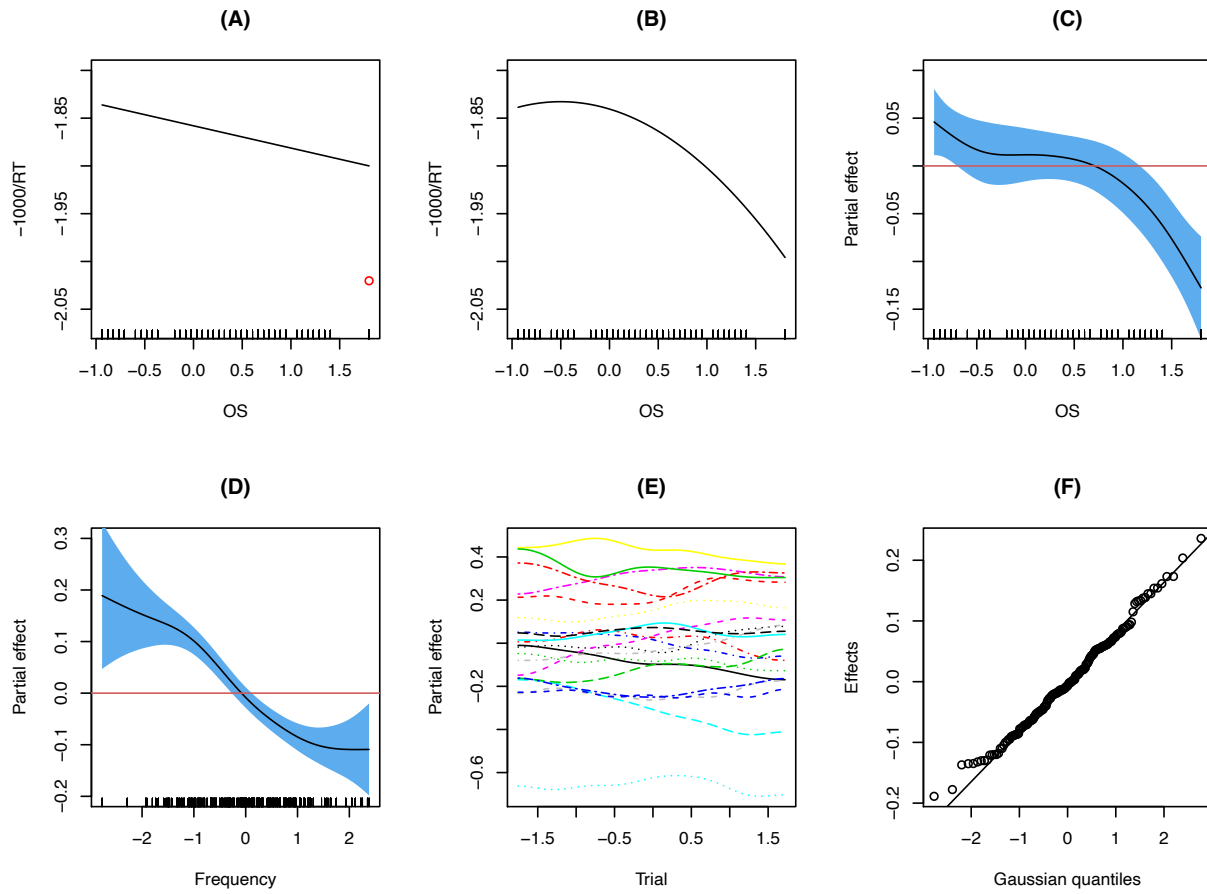 (A)
−1000/RT
−1.85
−1.95
−2.05
−1.0 −0.5 0.0 0.5 1.0 1.5
OS
(B)
−1000/RT
−1.85
−1.95
−2.05
−1.0 −0.5 0.0 0.5 1.0 1.5
OS
(C)
Partial effect
0.05
−0.05
−0.15
−1.0 −0.5 0.0 0.5 1.0 1.5
OS
(D)
Partial effect
0.3
0.2
0.1
0.0
−0.1
−0.2
−2 −1 0 1 2
Frequency
(E)
Partial effect
0.4
0.2
−0.2
−0.6
−1.5 −0.5 0.5 1.5
Trial
(F)
Effects
0.2
0.1
0.0
−0.1
−0.2
−2 −1 0 1 2
Gaussian quantiles